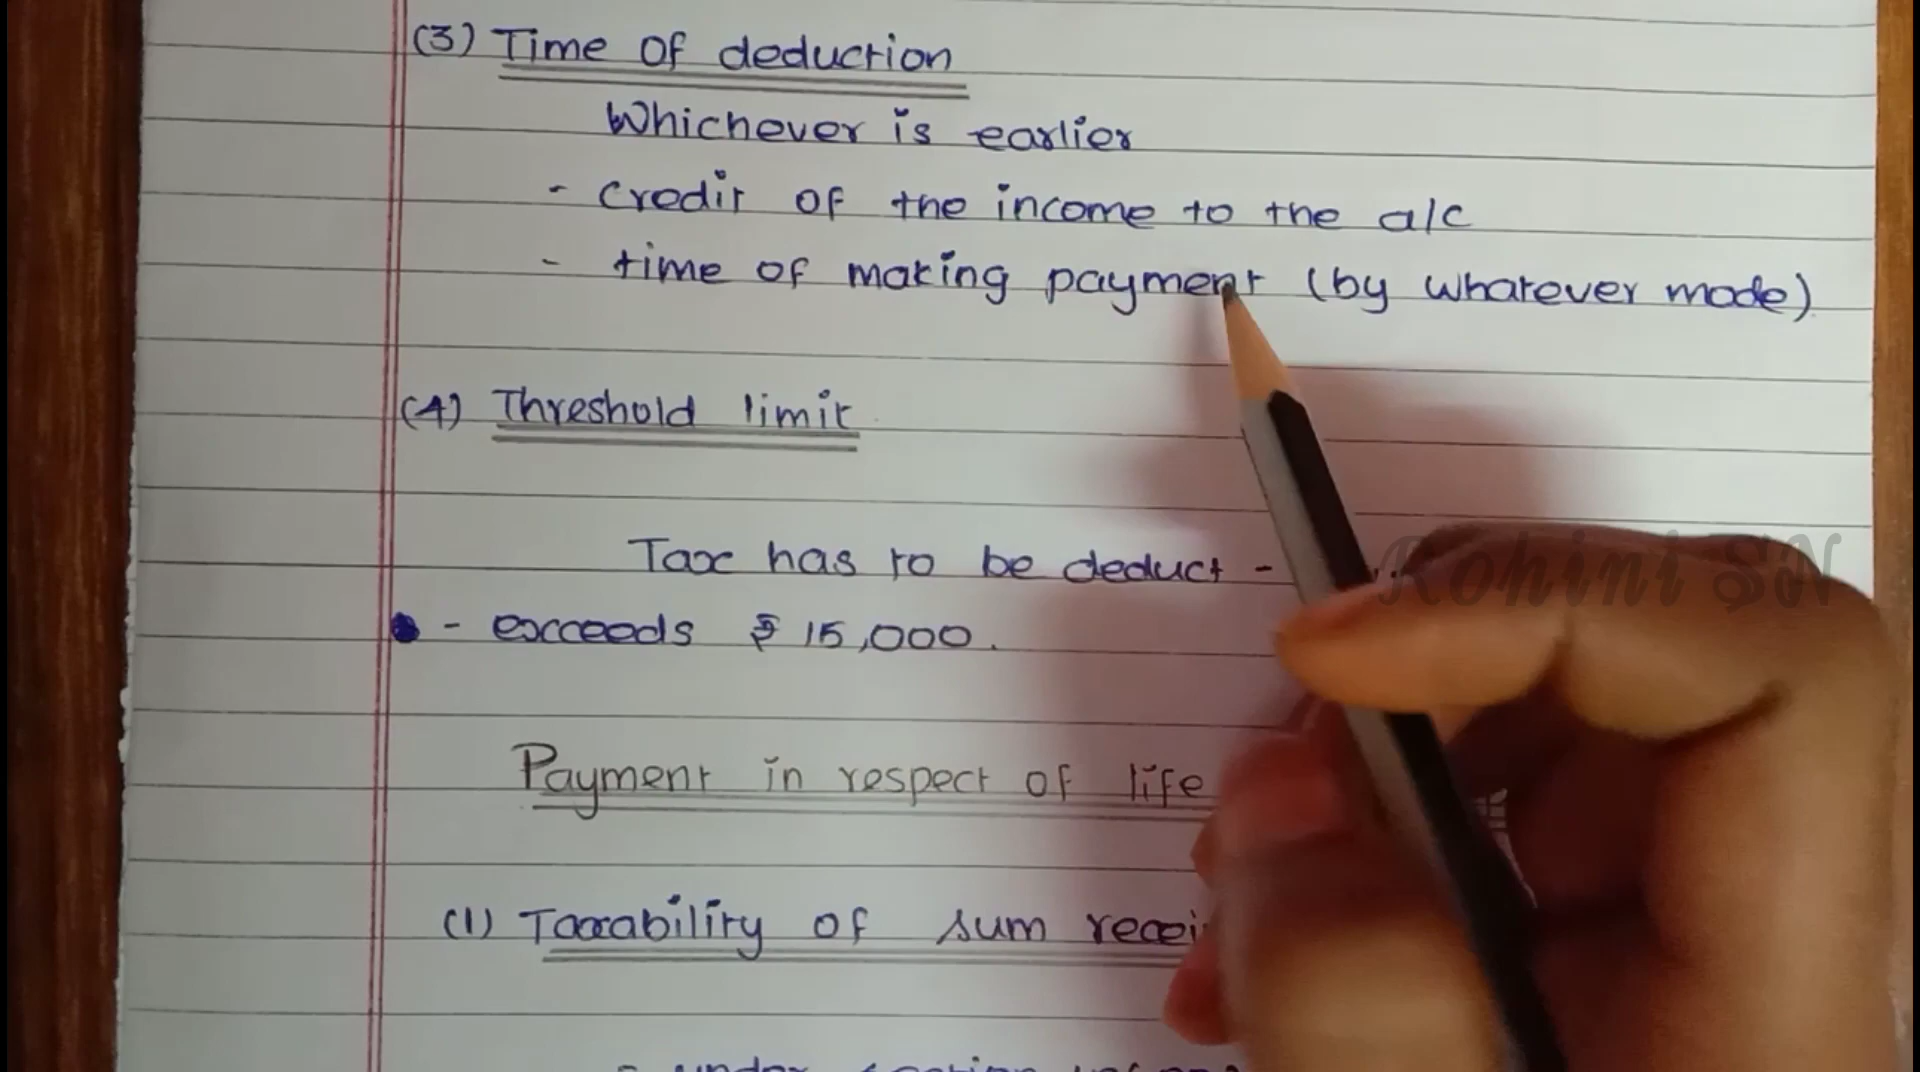 (3) Time of deduction
Whichever is earlier
- Credit of the income to the a/c
- time of making payment (by whatever mode)
(4) Threshold limit
Tax has to be deduct -
- exceeds ₹ 15,000.
Rohini SN
Payment in respect of life
(1) Taxability of sum